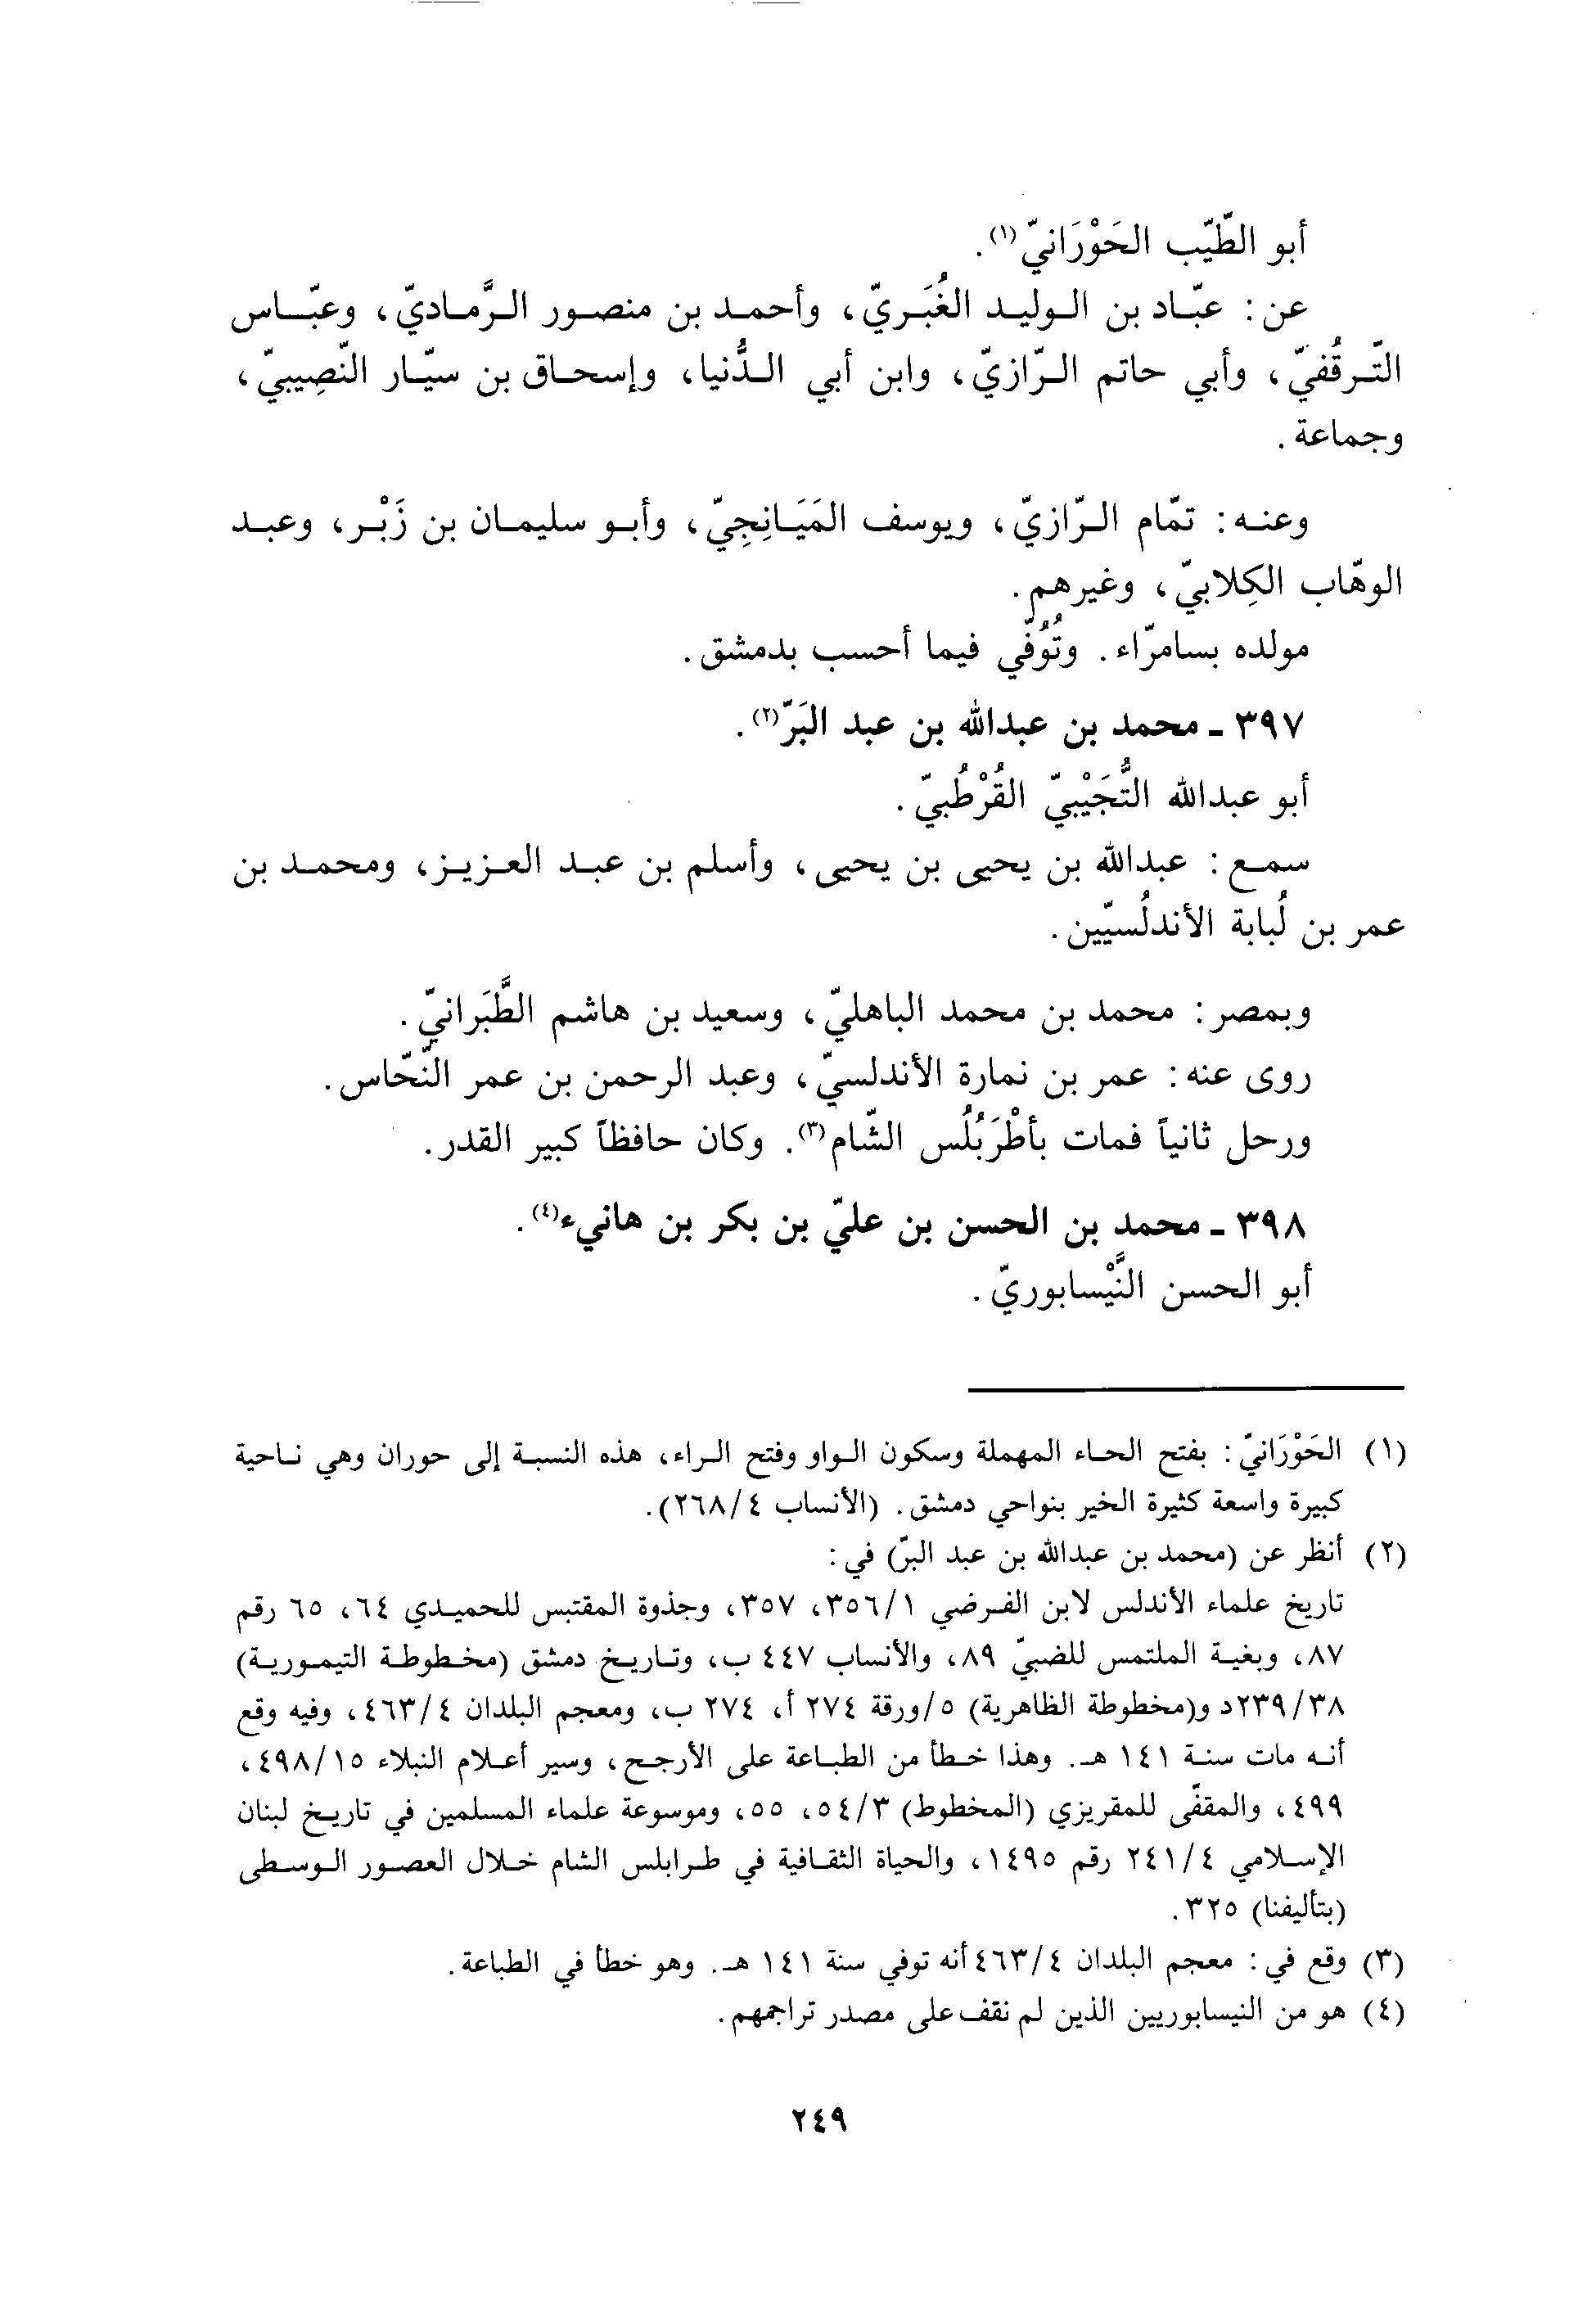 أبو الطّيّب الحَوْرَانيّ(١).
عن: عبّاد بن الوليد الغُبَريّ، وأحمد بن منصور الرَّماديّ، وعبّاس
التّرقُفيّ، وأبي حاتم الرّازيّ، وابن أبي الدُّنيا، وإسحاق بن سيّار النّصِيبيّ،
وجماعة.
وعنه: تمّام الرّازيّ، ويوسف المَيَانِجِيّ، وأبو سليمان بن زَبْر، وعبد
الوهّاب الكِلابيّ، وغيرهم.
مولده بسامرّاء. وتُوُفّي فيما أحسب بدمشق.
٣٩٧ - محمد بن عبدالله بن عبد البَرّ(٢).
أبو عبدالله التُّجَيْبيّ القُرْطُبيّ.
سمع: عبدالله بن يحيى بن يحيى، وأسلم بن عبد العزيز، ومحمد بن
عمر بن لُبابة الأندلُسيّين.
وبمصر: محمد بن محمد الباهليّ، وسعيد بن هاشم الطَّبَرانيّ.
روى عنه: عمر بن نمارة الأندلسيّ، وعبد الرحمن بن عمر النّحّاس.
ورحل ثانياً فمات بأطْرَبُلُس الشّام(٣). وكان حافظاً كبير القدر.
٣٩٨ - محمد بن الحسن بن عليّ بن بكر بن هانيء(٤).
أبو الحسن النَّيْسابوريّ.
(١) الحَوْرَانيّ: بفتح الحاء المهملة وسكون الواو وفتح الراء، هذه النسبة إلى حوران وهي ناحية
كبيرة واسعة كثيرة الخير بنواحي دمشق. (الأنساب ٢٦٨/٤).
(٢) أنظر عن (محمد بن عبدالله بن عبد البرّ) في:
تاريخ علماء الأندلس لابن الفرضي ٣٥٦/١، ٣٥٧، وجذوة المقتبس للحميدي ٦٤، ٦٥ رقم
٨٧، وبغية الملتمس للضبيّ ٨٩، والأنساب ٤٤٧ ب، وتاريخ دمشق (مخطوطة التيمورية)
٢٣٩/٣٨د و(مخطوطة الظاهرية) ٥/ورقة ٢٧٤ أ، ٢٧٤ ب، ومعجم البلدان ٤٦٣/٤، وفيه وقع
أنه مات سنة ١٤١ هـ. وهذا خطأ من الطباعة على الأرجح، وسير أعلام النبلاء ٤٩٨/١٥،
٤٩٩، والمقفّى للمقريزي (المخطوط) ٥٤/٣، ٥٥، وموسوعة علماء المسلمين في تاريخ لبنان
الإسلامي ٢٤١/٤ رقم ١٤٩٥، والحياة الثقافية في طرابلس الشام خلال العصور الوسطى
(بتأليفنا) ٣٢٥.
(٣) وقع في: معجم البلدان ٤٦٣/٤ أنه توفي سنة ١٤١ هـ. وهو خطأ في الطباعة.
(٤) هو من النيسابوريين الذين لم نقف على مصدر تراجمهم.
٢٤٩